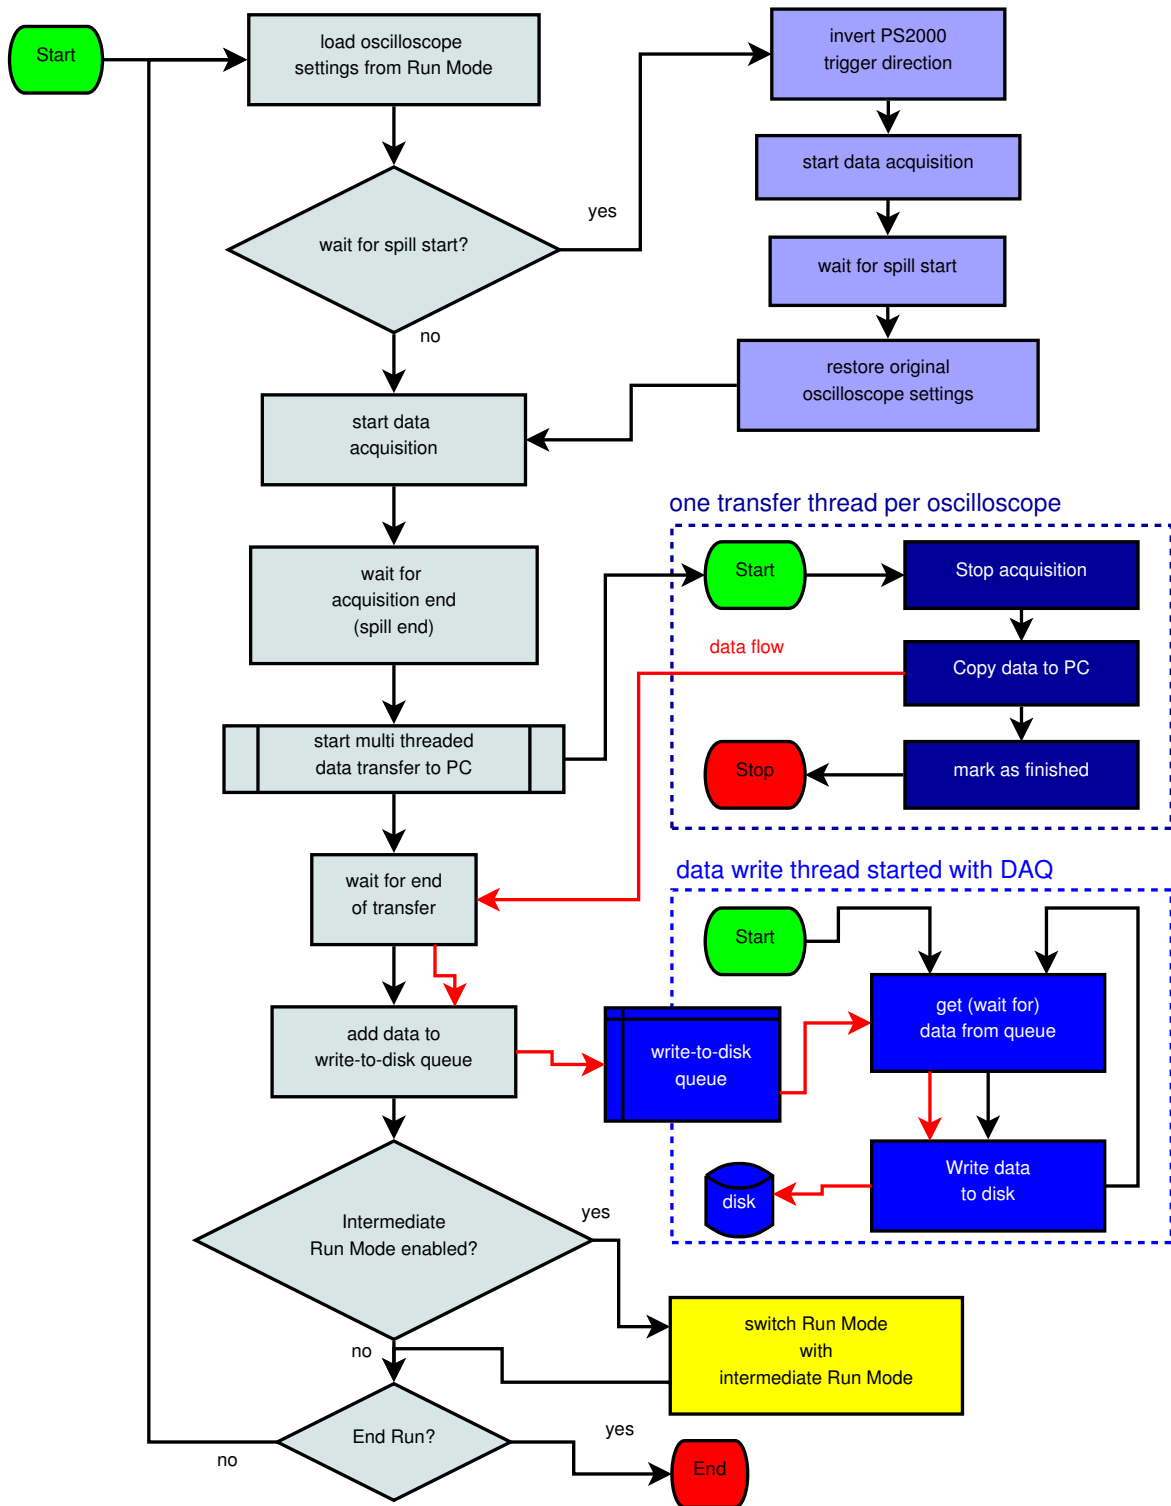 Start
load oscilloscope
settings from Run Mode
invert PS2000
trigger direction
start data acquisition
yes
wait for spill start?
wait for spill start
no
restore original
oscilloscope settings
start data
acquisition
one transfer thread per oscilloscope
wait for
acquisition end
(spill end)
Start
Stop acquisition
data flow
Copy data to PC
start multi threaded
data transfer to PC
Stop
mark as finished
wait for end
of transfer
data write thread started with DAQ
Start
get (wait for)
data from queue
add data to
write-to-disk queue
write-to-disk
queue
Write data
to disk
disk
Intermediate
Run Mode enabled?
yes
switch Run Mode
with
intermediate Run Mode
no
End Run?
yes
no
End